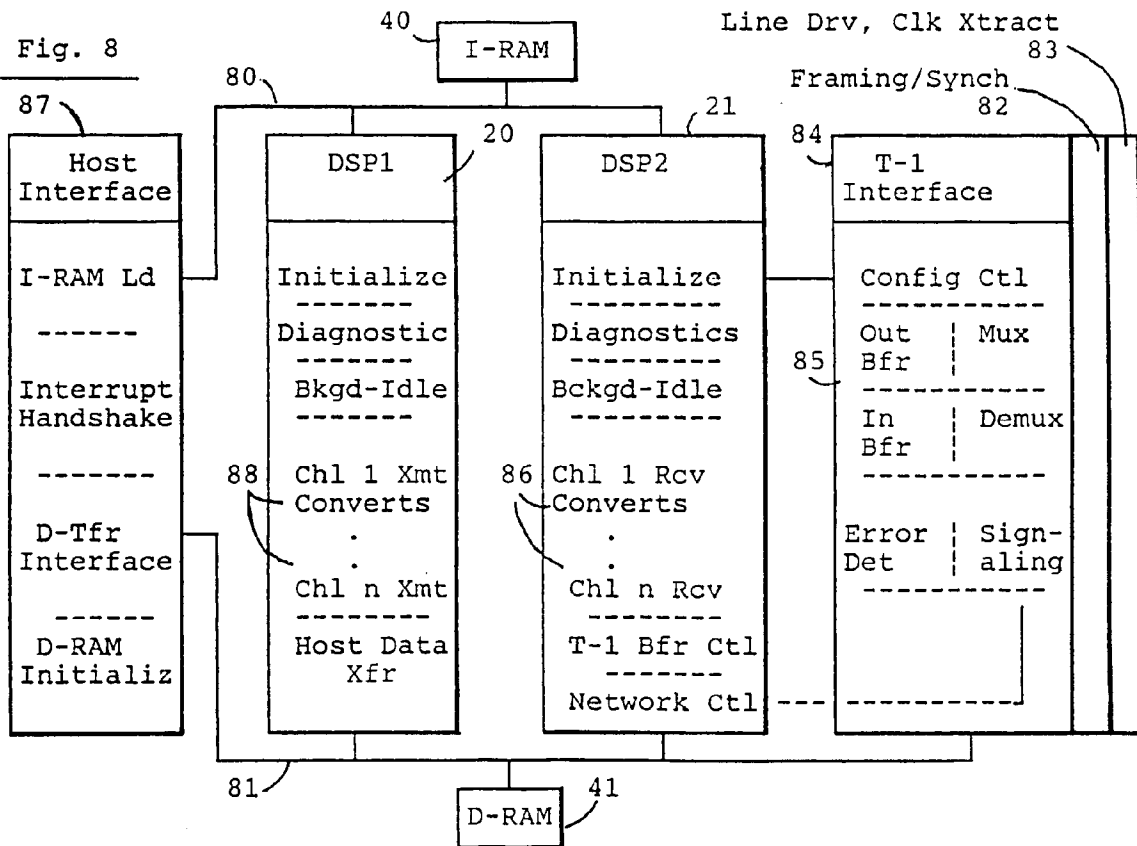 Fig. 8
40
I-RAM
Line Drv, Clk Xtract
83
Framing/Synch
82
80
87
Host
Interface
I-RAM Ld
Interrupt
Handshake
D-Tfr
Interface
D-RAM
Initializ
20
DSP1
Initialize
Diagnostic
Bkgd-Idle
88
Chl 1 Xmt
Converts
.
.
Chl n Xmt
Host Data
Xfr
21
DSP2
Initialize
Diagnostics
Bckgd-Idle
86
Chl 1 Rcv
Converts
.
.
Chl n Rcv
T-1 Bfr Ctl
Network Ctl
84
T-1
Interface
Config Ctl
85
Out Mux
Bfr
In Demux
Bfr
Error Sign-
Det aling
81
D-RAM
41